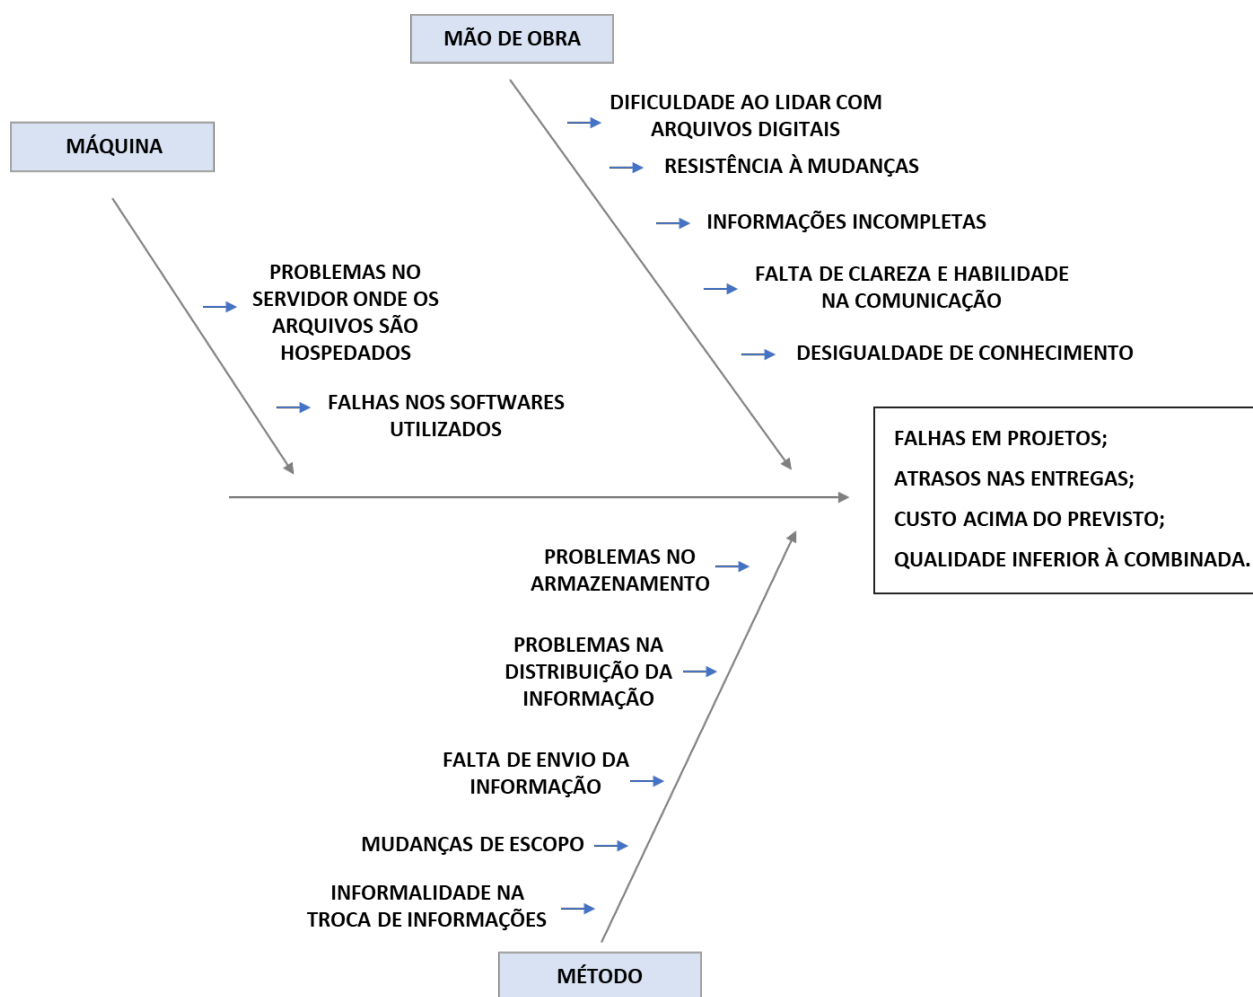 MÃO DE OBRA
MÁQUINA
DIFICULDADE AO LIDAR COM
ARQUIVOS DIGITAIS
RESISTÊNCIA À MUDANÇAS
INFORMAÇÕES INCOMPLETAS
FALTA DE CLAREZA E HABILIDADE
NA COMUNICAÇÃO
DESIGUALDADE DE CONHECIMENTO
PROBLEMAS NO
SERVIDOR ONDE OS
ARQUIVOS SÃO
HOSPEDADOS
FALHAS NOS SOFTWARES
UTILIZADOS
FALHAS EM PROJETOS;
ATRASOS NAS ENTREGAS;
CUSTO ACIMA DO PREVISTO;
QUALIDADE INFERIOR À COMBINADA.
PROBLEMAS NO
ARMAZENAMENTO
PROBLEMAS NA
DISTRIBUIÇÃO DA
INFORMAÇÃO
FALTA DE ENVIO DA
INFORMAÇÃO
MUDANÇAS DE ESCOPO
INFORMALIDADE NA
TROCA DE INFORMAÇÕES
MÉTODO